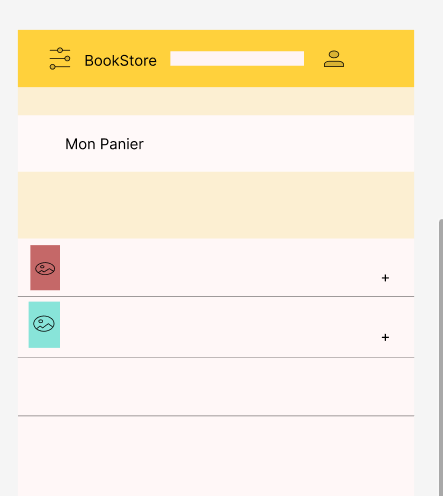 BookStore
Mon Panier
+
+